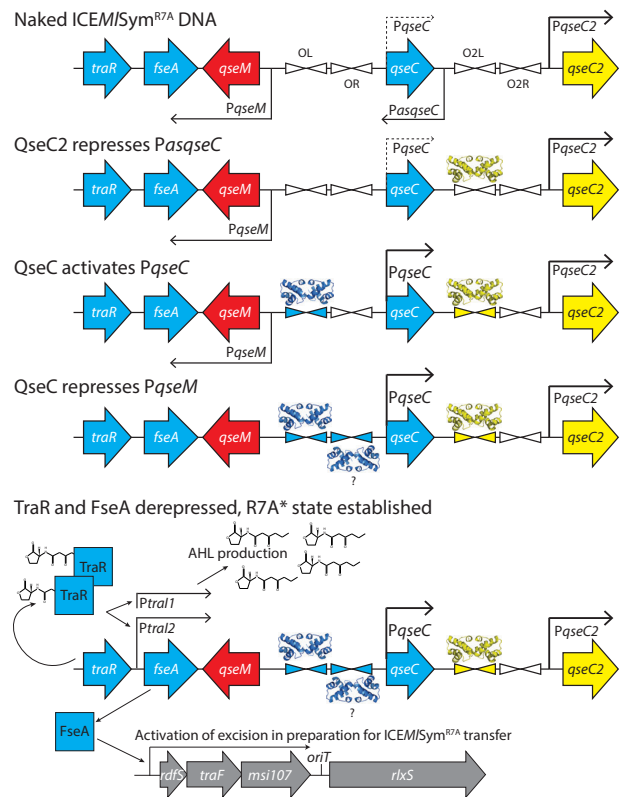 Naked ICEMlSymR7A DNA
PqseC
PqseC2
OL
O2L
traR fseA qseM qseC qseC2
OR
O2R
PqseM
PasqseC
QseC2 represses PasqseC
PqseC
PqseC2
traR fseA qseM qseC qseC2
PqseM
QseC activates PqseC
PqseC
PqseC2
traR fseA qseM qseC qseC2
PqseM
QseC represses PqseM
PqseC
PqseC2
traR fseA qseM qseC qseC2
?
TraR and FseA derepressed, R7A* state established
AHL production
TraR
TraR
PtraI1
PtraI2
PqseC
PqseC2
traR fseA qseM qseC qseC2
?
FseA
Activation of excision in preparation for ICEMlSymR7A transfer
oriT
rdfS traF msi107 rlxS